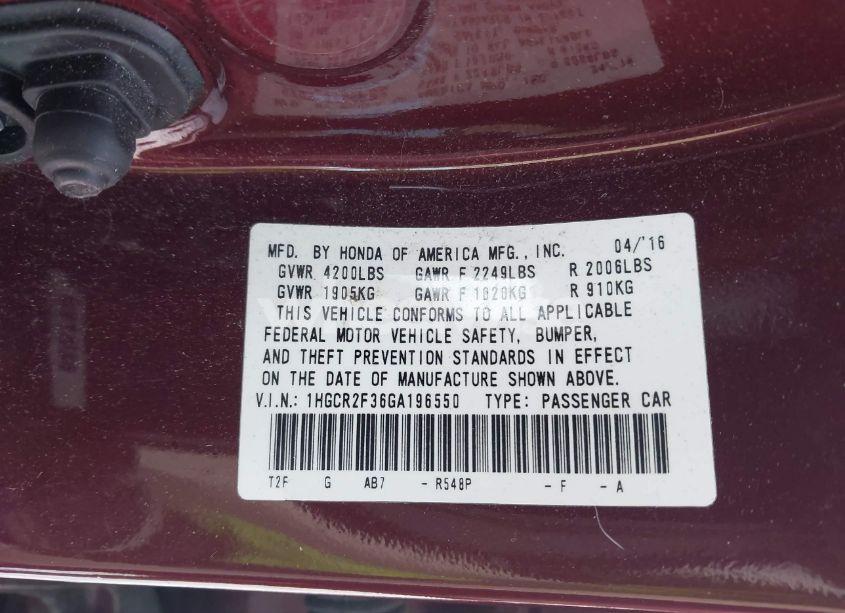 MFD. BY HONDA OF AMERICA MFG., INC. 04/'16
GVWR 4200LBS GAWR F 2249LBS R 2006LBS
GVWR 1905KG GAWR F 1020KG R 910KG
THIS VEHICLE CONFORMS TO ALL APPLICABLE
FEDERAL MOTOR VEHICLE SAFETY, BUMPER,
AND THEFT PREVENTION STANDARDS IN EFFECT
ON THE DATE OF MANUFACTURE SHOWN ABOVE.
V.I.N.: 1HGCR2F36GA196550 TYPE: PASSENGER CAR
T2F G AB7 - R548P - F - A